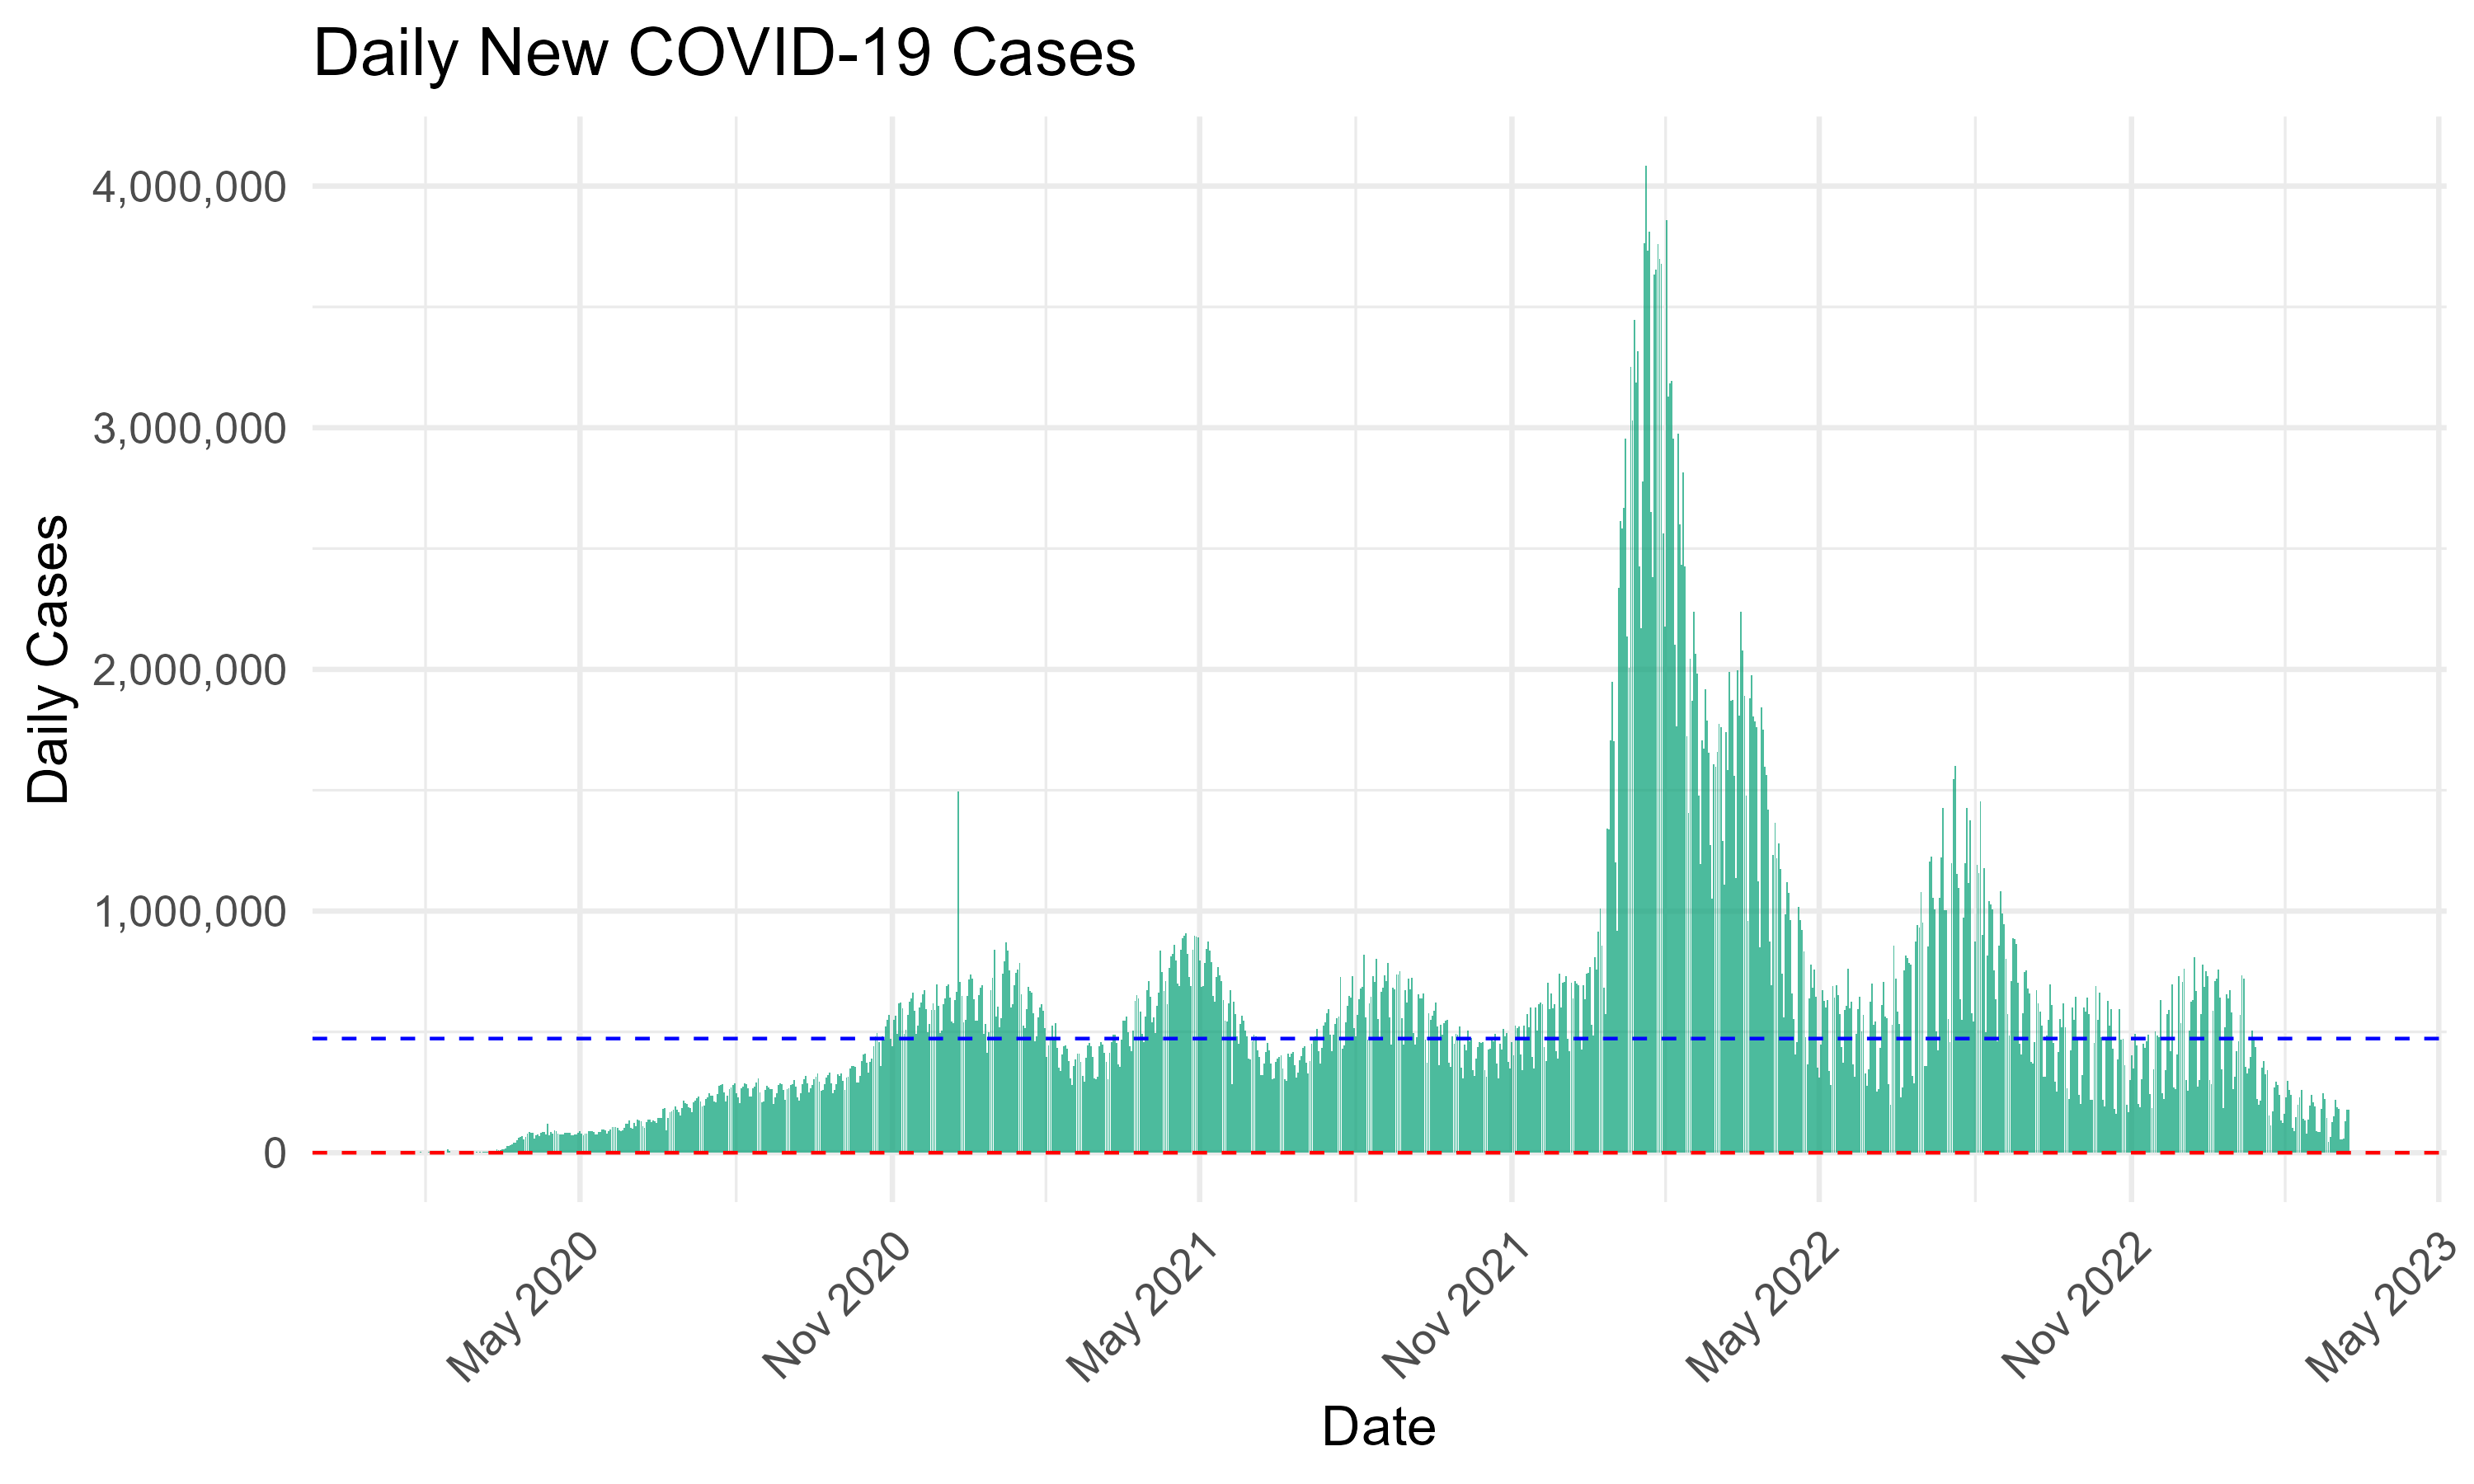 Daily New COVID-19 Cases
Daily Cases
4,000,000
3,000,000
2,000,000
1,000,000
0
May 2020
Nov 2020
May 2021
Nov 2021
May 2022
Nov 2022
May 2023
Date